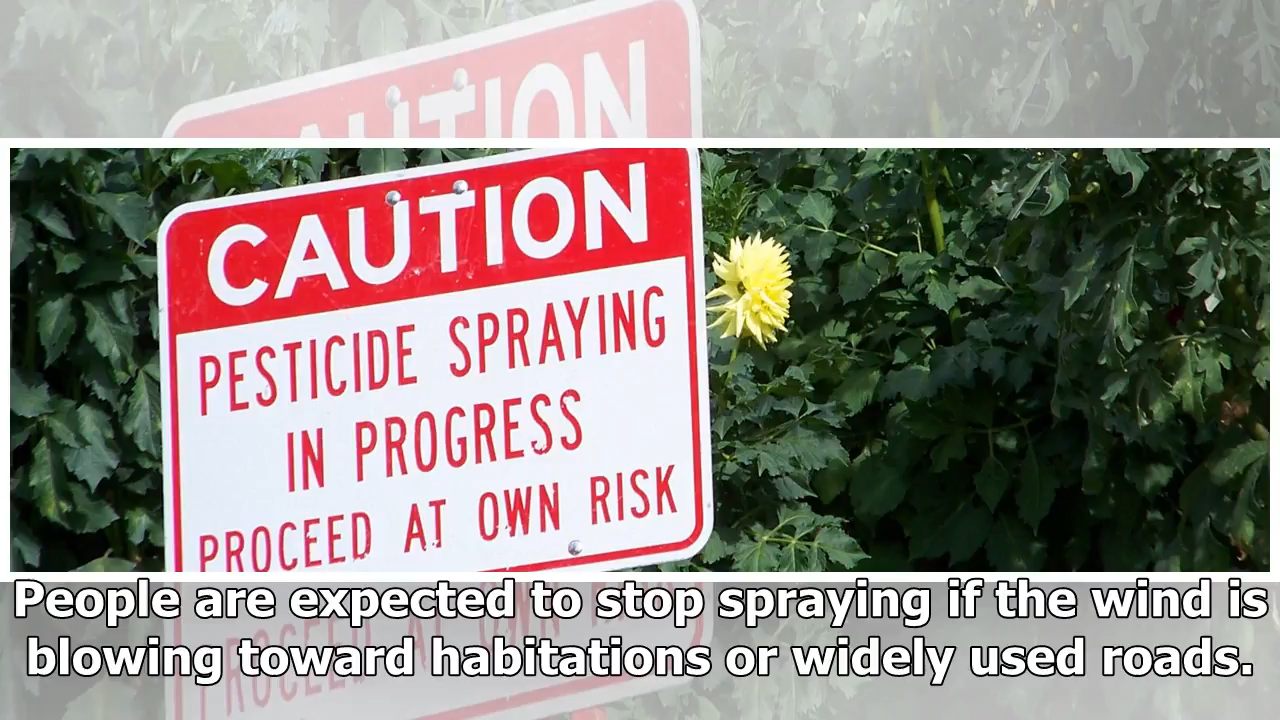 CAUTION
CAUTION
PESTICIDE SPRAYING
IN PROGRESS
PROCEED AT OWN RISK
People are expected to stop spraying if the wind is
blowing toward habitations or widely used roads.